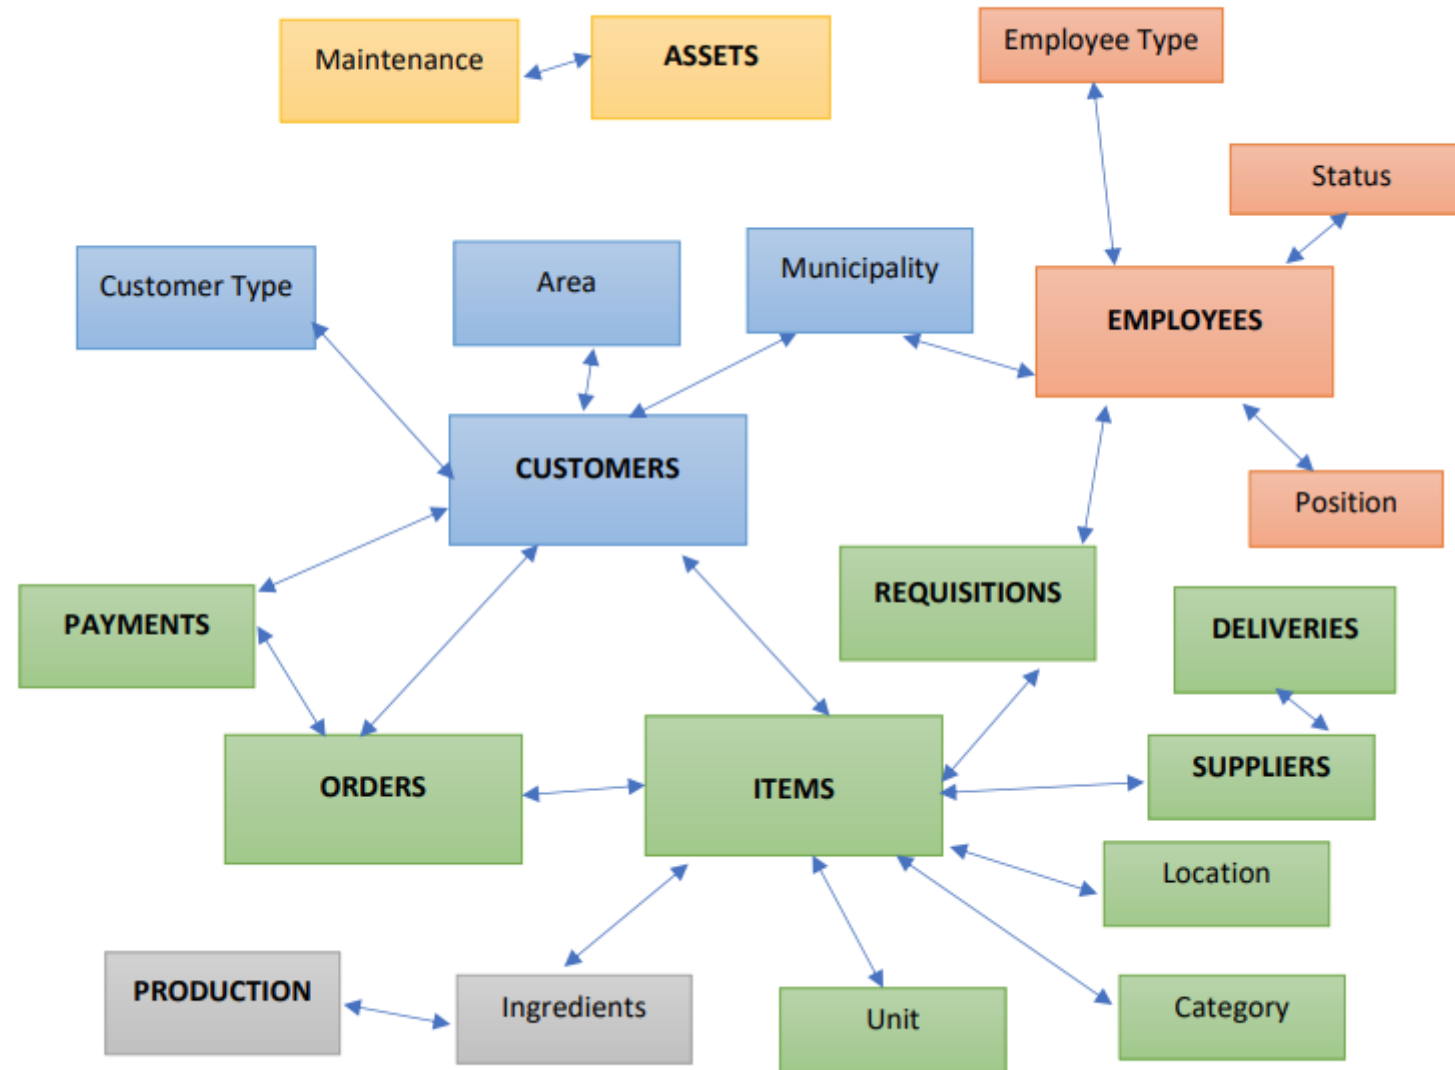 Maintenance
ASSETS
Employee Type
Status
Customer Type
Area
Municipality
EMPLOYEES
CUSTOMERS
Position
PAYMENTS
REQUISITIONS
DELIVERIES
ORDERS
ITEMS
SUPPLIERS
Location
PRODUCTION
Ingredients
Unit
Category